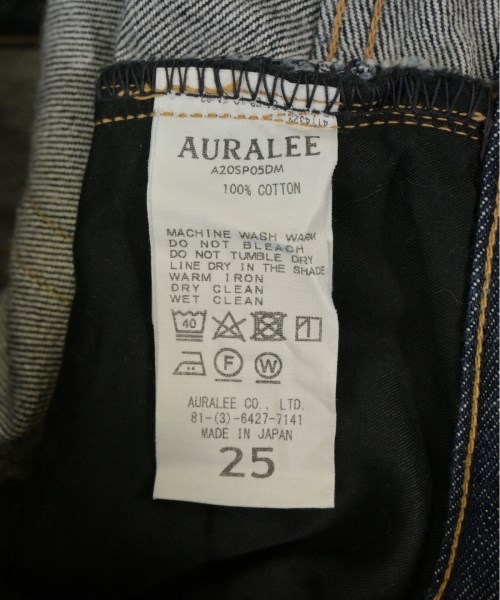 AURALEE
A20SP05DM
100% COTTON
MACHINE WASH WARM
DO NOT BLEACH
DO NOT TUMBLE DRY
LINE DRY IN THE SHADE
WARM IRON
DRY CLEAN
WET CLEAN
40
F W
AURALEE CO., LTD.
81-(3)-6427-7141
MADE IN JAPAN
25